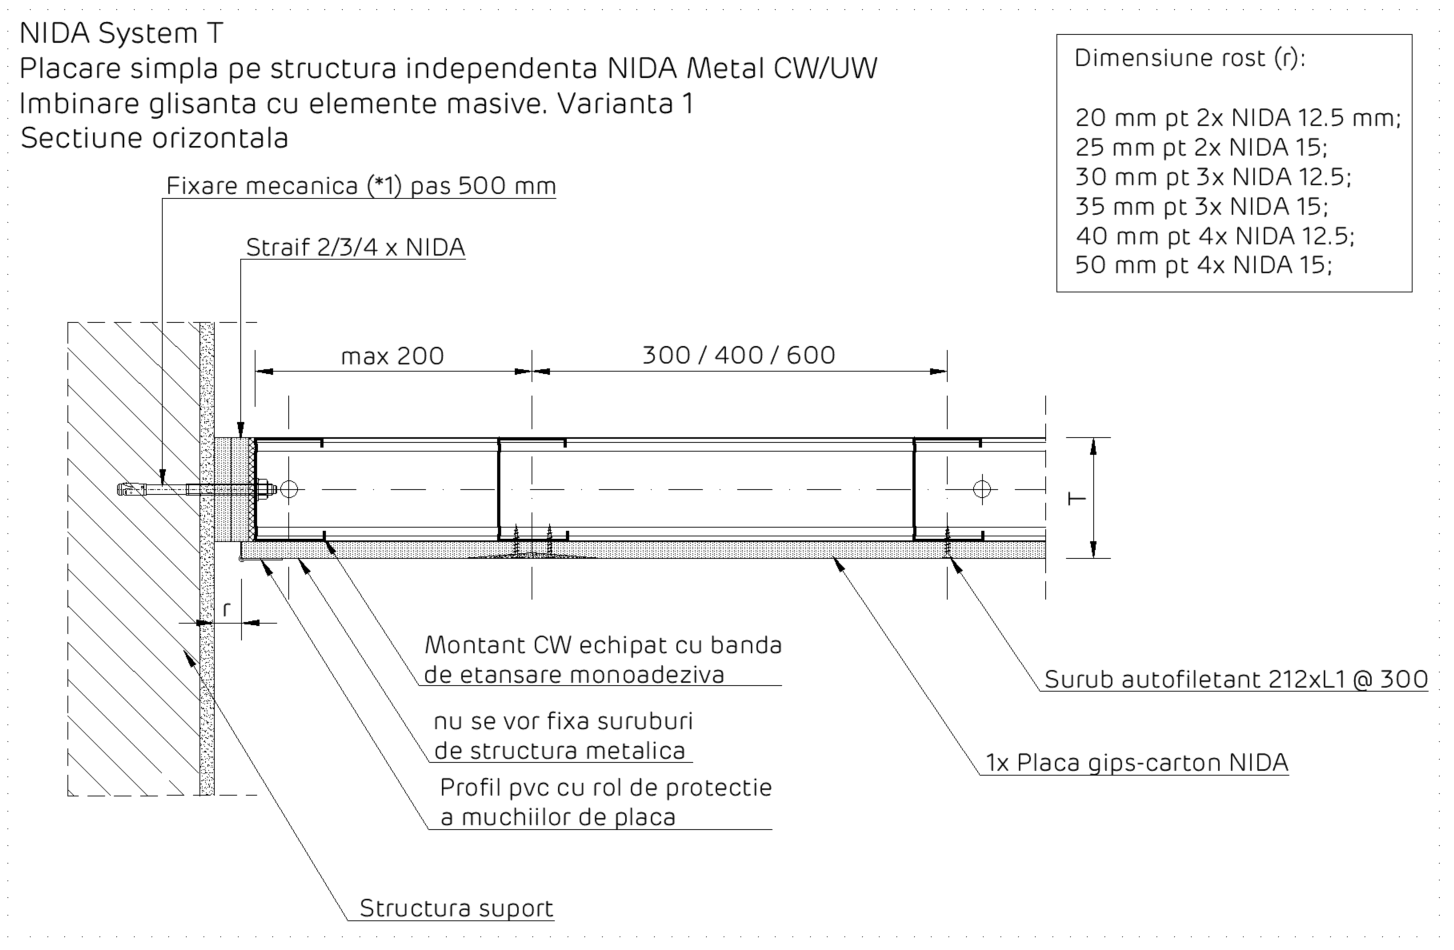 NIDA System T
Placare simpla pe structura independenta NIDA Metal CW/UW
Imbinare glisanta cu elemente masive. Varianta 1
Sectiune orizontala
Dimensiune rost (r):
20 mm pt 2x NIDA 12.5 mm;
25 mm pt 2x NIDA 15;
30 mm pt 3x NIDA 12.5;
35 mm pt 3x NIDA 15;
40 mm pt 4x NIDA 12.5;
50 mm pt 4x NIDA 15;
Fixare mecanica (*1) pas 500 mm
Straif 2/3/4 x NIDA
max 200
300 / 400 / 600
T
r
Montant CW echipat cu banda
de etansare monoadeziva
Surub autofiletant 212xL1 @ 300
nu se vor fixa suruburi
de structura metalica
1x Placa gips-carton NIDA
Profil pvc cu rol de protectie
a muchiilor de placa
Structura suport